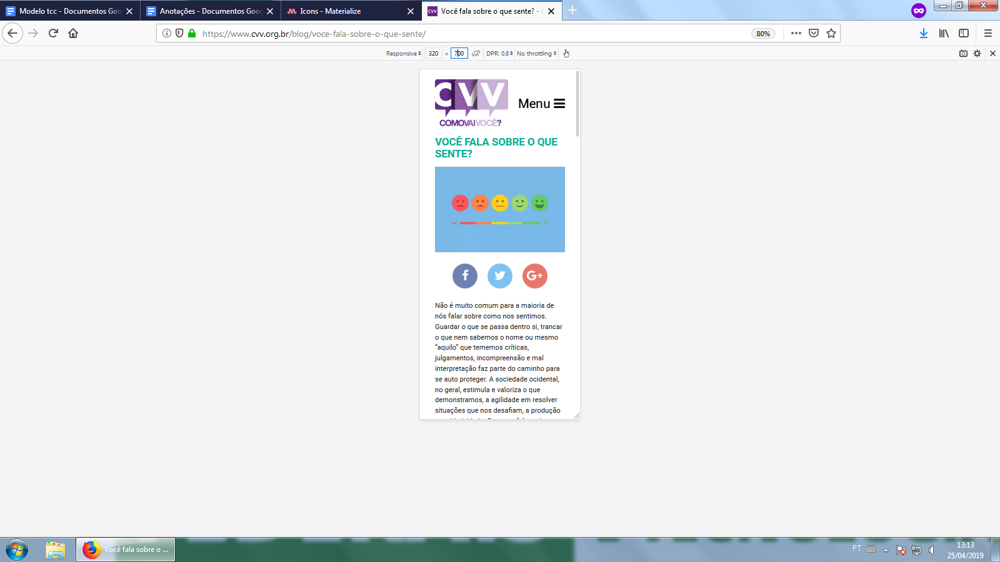 Modelo tcc - Documentos Goo
Anotações - Documentos Goog
Icons - Materialize
Você fala sobre o que sente? - C
https://www.cvv.org.br/blog/voce-fala-sobre-o-que-sente/
80%
Responsive
320 × 700
DPR: 0.8
No throttling
CVV
COMO VAI VOCÊ?
Menu
VOCÊ FALA SOBRE O QUE
SENTE?
f
G+
Não é muito comum para a maioria de
nós falar sobre como nos sentimos.
Guardar o que se passa dentro si, trancar
o que nem sabemos o nome ou mesmo
“aquilo” que tememos críticas,
julgamentos, incompreensão e mal
interpretação faz parte do caminho para
se auto proteger. A sociedade ocidental,
no geral, estimula e valoriza o que
demonstramos, a agilidade em resolver
situações que nos desafiam, a produção
Você fala sobre o ...
PT
13:13
25/04/2019